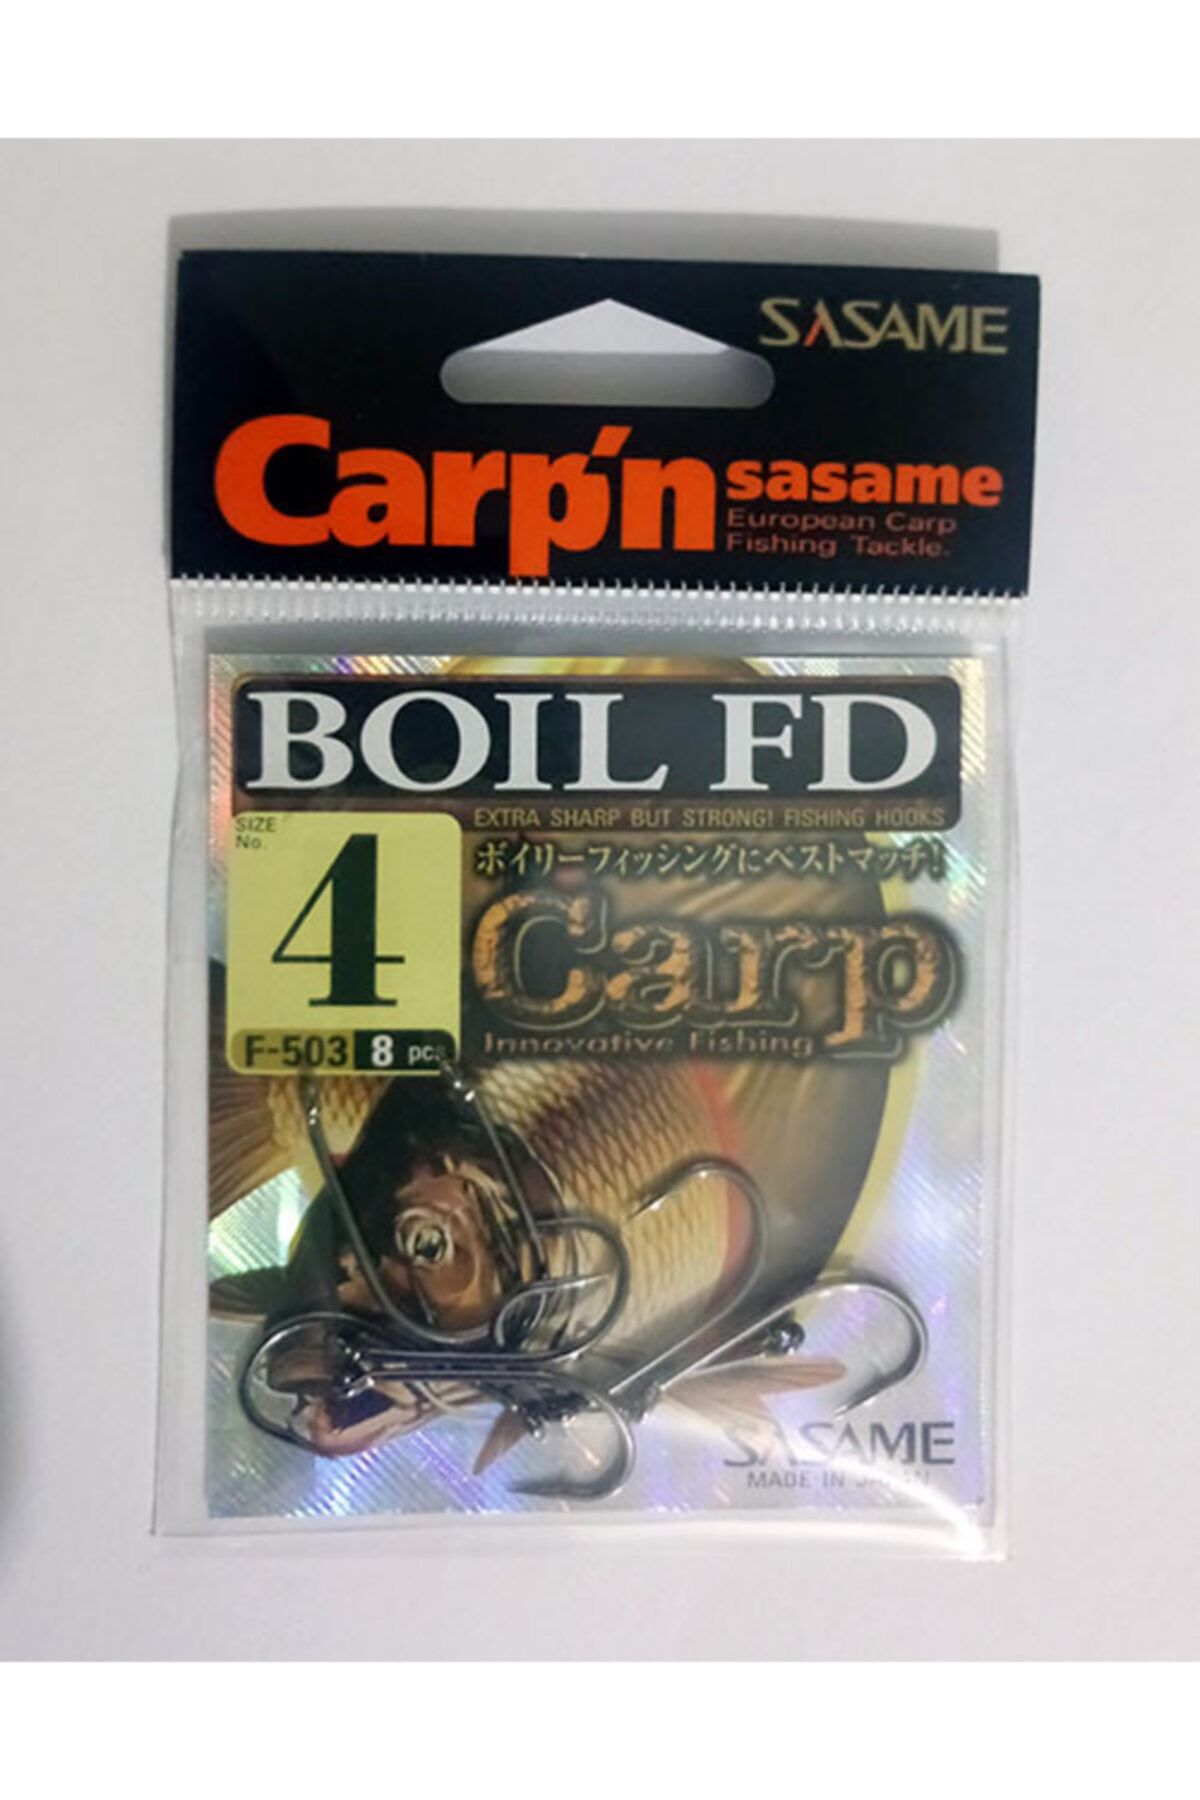 SASAME
Carp'n sasame
European Carp
Fishing Tackle.
BOIL FD
EXTRA SHARP BUT STRONG! FISHING HOOKS
SIZE
No.
4
ボイリーフィッシングにベストマッチ!
Carp
Innovative Fishing
F-503 8 pcs
SASAME
MADE IN JAPAN